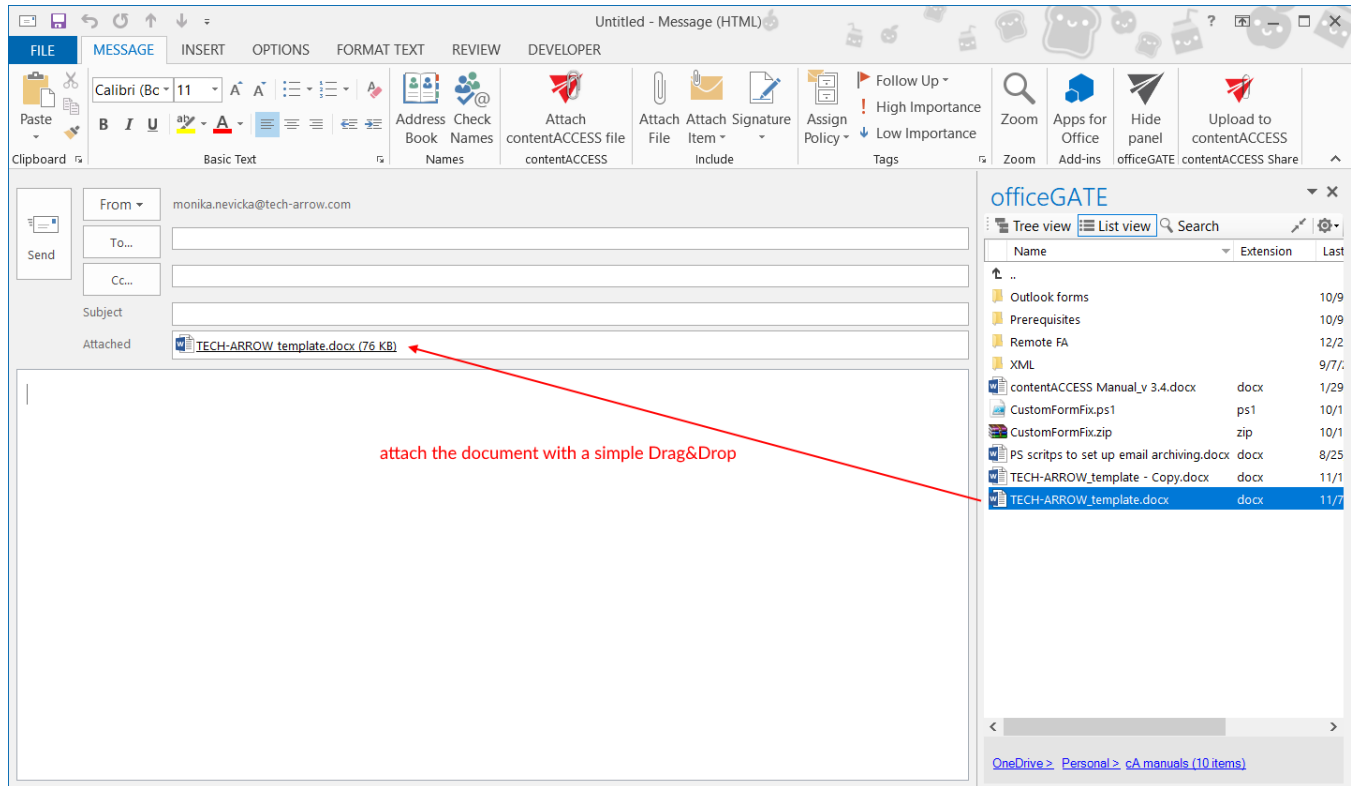 Untitled - Message (HTML)
?
FILE MESSAGE INSERT OPTIONS FORMAT TEXT REVIEW DEVELOPER
Paste
Clipboard
Calibri (Bc 11 A A
B I U aby A
Basic Text
Address Book
Check Names
Names
Attach contentACCESS file
contentACCESS
Attach File
Attach Item
Signature
Include
Assign Policy
Follow Up
High Importance
Low Importance
Tags
Zoom
Zoom
Apps for Office
Add-ins
Hide panel
officeGATE
Upload to contentACCESS
contentACCESS Share
Send
From monika.nevicka@tech-arrow.com
To...
Cc...
Subject
Attached TECH-ARROW template.docx (76 KB)
attach the document with a simple Drag&Drop
officeGATE
Tree view List view Search
Name Extension Last
..
Outlook forms 10/9
Prerequisites 10/9
Remote FA 12/2
XML 9/7/
contentACCESS Manual_v 3.4.docx docx 1/29
CustomFormFix.ps1 ps1 10/1
CustomFormFix.zip zip 10/1
PS scritps to set up email archiving.docx docx 8/25
TECH-ARROW_template - Copy.docx docx 11/1
TECH-ARROW_template.docx docx 11/7
OneDrive > Personal > cA manuals (10 items)